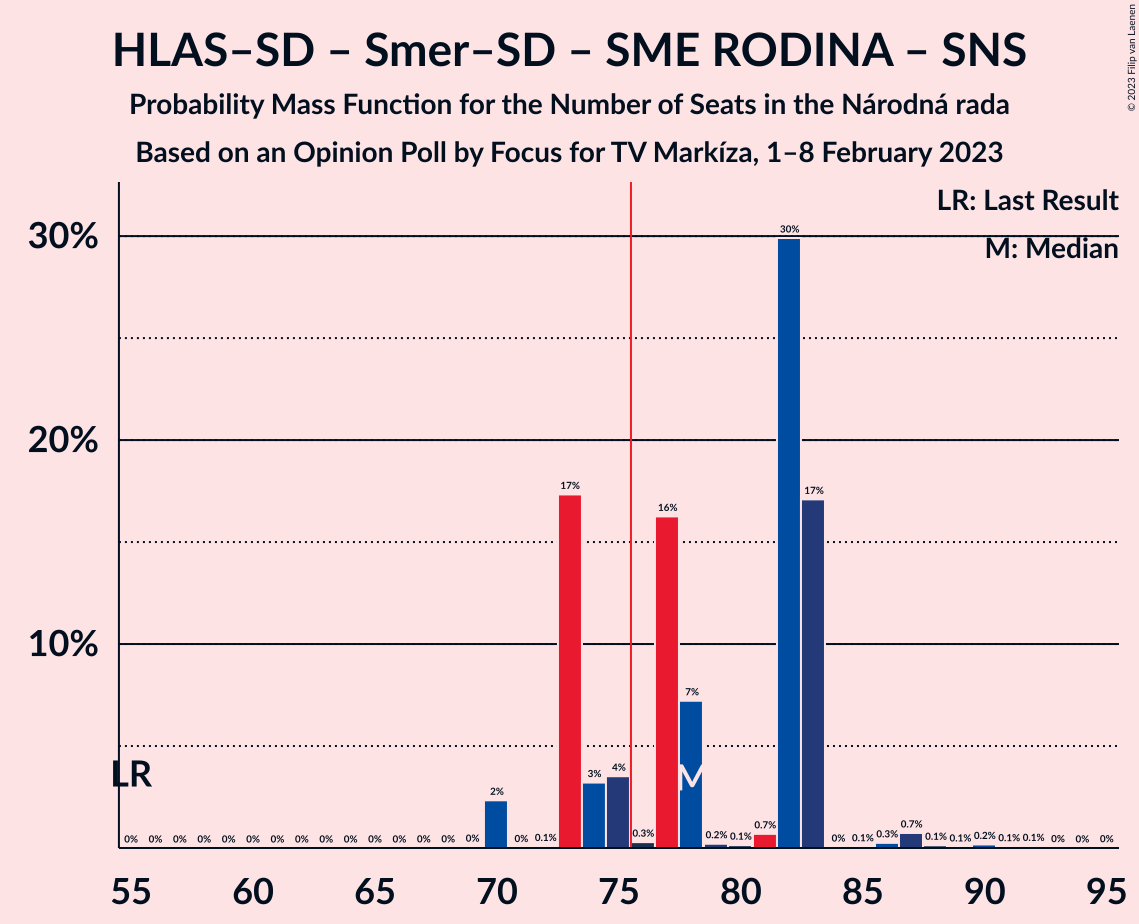 HLAS–SD – Smer–SD – SME RODINA – SNS
Probability Mass Function for the Number of Seats in the Národná rada
Based on an Opinion Poll by Focus for TV Markíza, 1–8 February 2023
© 2023 Filip van Laenen
LR: Last Result
M: Median
30%
20%
10%
LR
M
0% 0% 0% 0% 0% 0% 0% 0% 0% 0% 0% 0% 0% 0% 0% 2% 0% 0.1% 17% 3% 4% 0.3% 16% 7% 0.2% 0.1% 0.7% 30% 17% 0% 0.1% 0.3% 0.7% 0.1% 0.1% 0.2% 0.1% 0.1% 0% 0% 0%
55 60 65 70 75 80 85 90 95